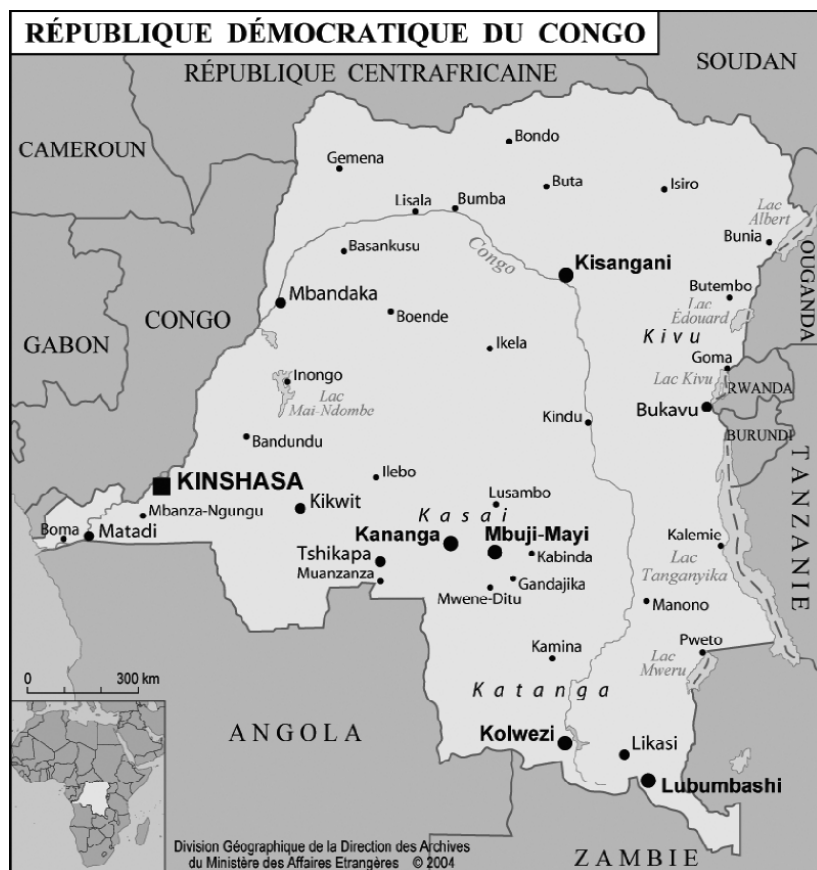 RÉPUBLIQUE DÉMOCRATIQUE DU CONGO
SOUDAN
RÉPUBLIQUE CENTRAFRICAINE
CAMEROUN
Bondo
Gemena
Buta
Isiro
Lisala
Bumba
Lac
Albert
Bunia
Basankusu
Congo
Kisangani
OUGANDA
Mbandaka
Butembo
CONGO
Boende
Lac
Édouard
GABON
Kivu
Ikela
Goma
Inongo
Lac Kivu
RWANDA
Lac
Mai-Ndombe
Bukavu
Kindu
BURUNDI
Bandundu
TANZANIE
KINSHASA
Ilebo
Kikwit
Lusambo
Mbanza-Ngungu
Kasai
Boma
Matadi
Kananga
Mbuji-Mayi
Kalemie
Tshikapa
Kabinda
Lac
Tanganyika
Muanzanza
Gandajika
Mwene-Ditu
Manono
Pweto
Kamina
Lac
Mweru
0 300 km
Katanga
ANGOLA
Kolwezi
Likasi
Lubumbashi
Division Géographique de la Direction des Archives
du Ministère des Affaires Etrangères © 2004
ZAMBIE